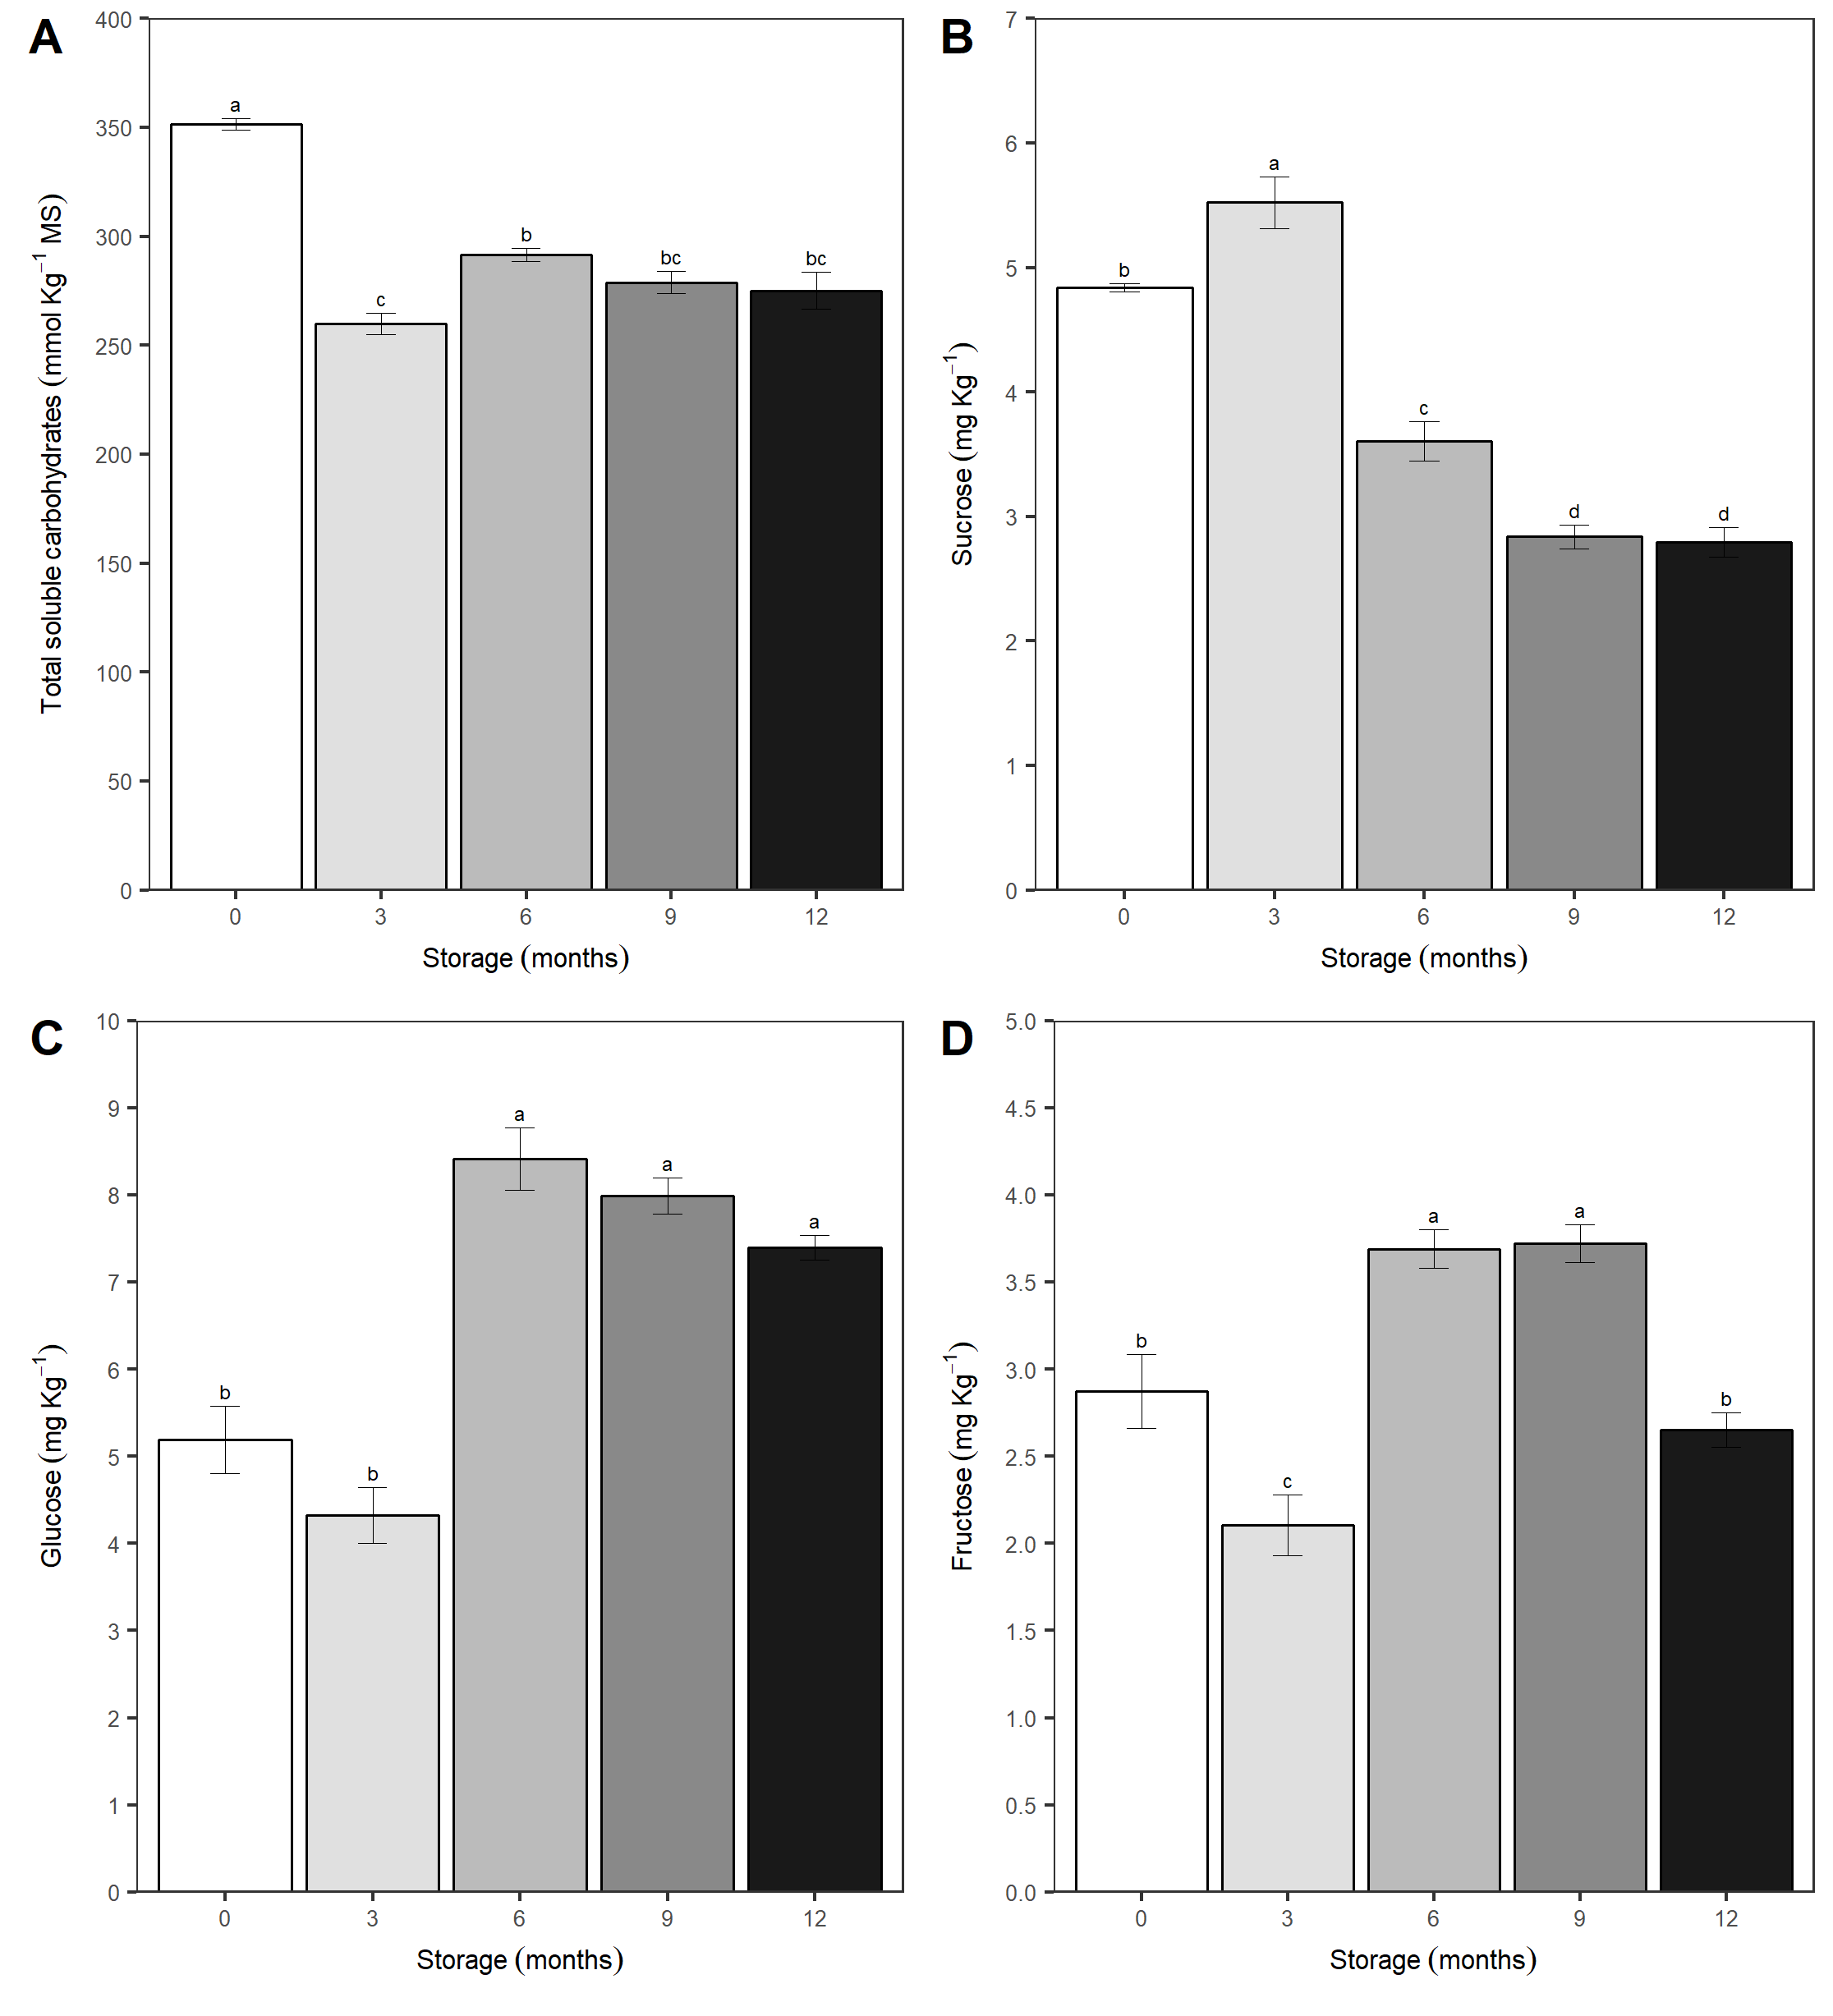 A
400
350
300
250
200
150
100
50
0
Total soluble carbohydrates (mmol Kg⁻¹ MS)
a
c
b
bc
bc
0 3 6 9 12
Storage (months)
B
7
6
5
4
3
2
1
0
Sucrose (mg Kg⁻¹)
b
a
c
d
d
0 3 6 9 12
Storage (months)
C
10
9
8
7
6
5
4
3
2
1
0
Glucose (mg Kg⁻¹)
b
b
a
a
a
0 3 6 9 12
Storage (months)
D
5.0
4.5
4.0
3.5
3.0
2.5
2.0
1.5
1.0
0.5
0.0
Fructose (mg Kg⁻¹)
b
c
a
a
b
0 3 6 9 12
Storage (months)